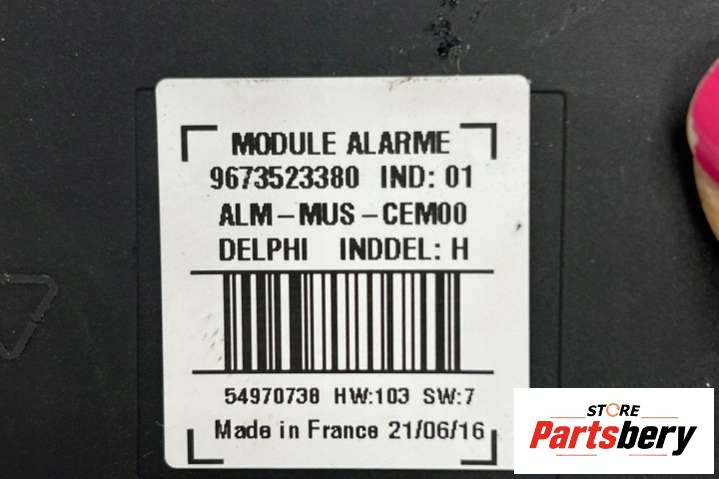 MODULE ALARME
9673523380 IND: 01
ALM-MUS-CEM00
DELPHI INDDEL: H
54970738 HW:103 SW:7
Made in France 21/06/16
STORE
Partsbery